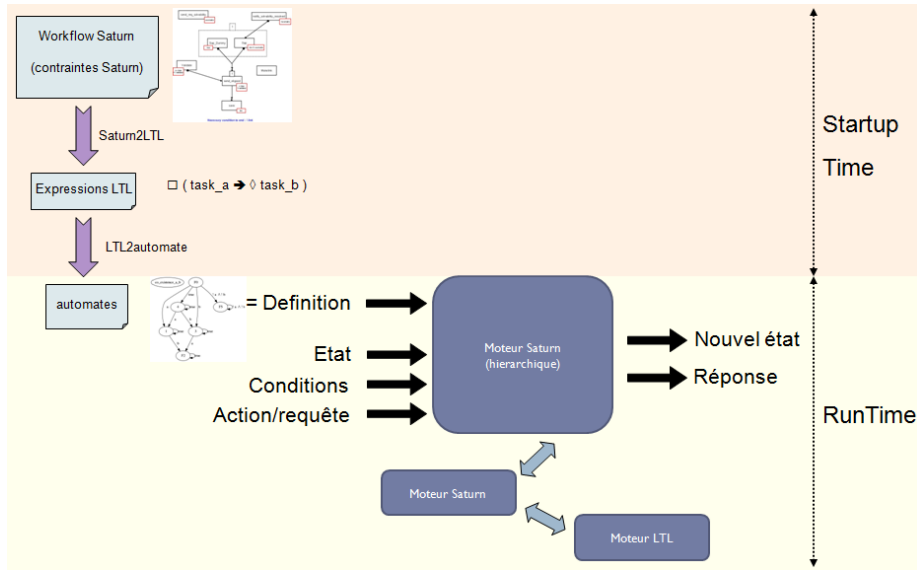 Workflow Saturn
(contraintes Saturn)
Saturn2LTL
Startup
Time
Expressions LTL
□ ( task_a ➔ ◊ task_b )
LTL2automate
automates
= Definition
Etat
Conditions
Action/requête
Moteur Saturn
(hierarchique)
Nouvel état
Réponse
RunTime
Moteur Saturn
Moteur LTL